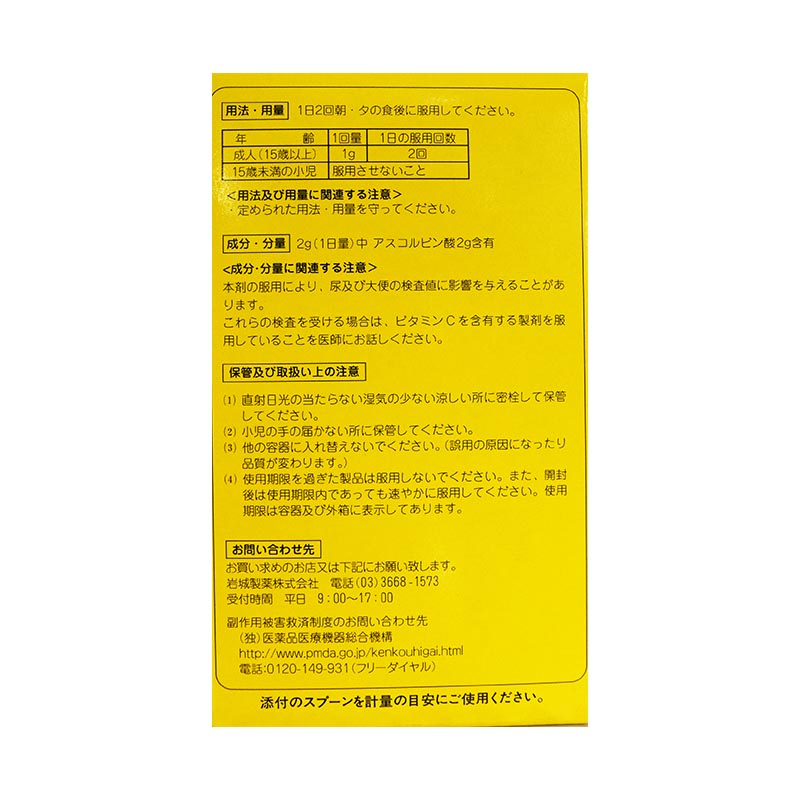 用法・用量 1日2回朝・夕の食後に服用してください。
年 齢 1回量 1日の服用回数
成人(15歳以上) 1g 2回
15歳未満の小児 服用させないこと
<用法及び用量に関連する注意>
・定められた用法・用量を守ってください。
成分・分量 2g(1日量)中 アスコルビン酸2g含有
<成分・分量に関連する注意>
本剤の服用により、尿及び大便の検査値に影響を与えることがあ
ります。
これらの検査を受ける場合は、ビタミンCを含有する製剤を服
用していることを医師にお話しください。
保管及び取扱い上の注意
(1) 直射日光の当たらない湿気の少ない涼しい所に密栓して保管
してください。
(2) 小児の手の届かない所に保管してください。
(3) 他の容器に入れ替えないでください。(誤用の原因になったり
品質が変わります。)
(4) 使用期限を過ぎた製品は服用しないでください。また、開封
後は使用期限内であっても速やかに服用してください。使用
期限は容器及び外箱に表示してあります。
お問い合わせ先
お買い求めのお店又は下記にお願い致します。
岩城製薬株式会社 電話(03)3668-1573
受付時間 平日 9:00〜17:00
副作用被害救済制度のお問い合わせ先
(独)医薬品医療機器総合機構
http://www.pmda.go.jp/kenkouhigai.html
電話:0120-149-931(フリーダイヤル)
添付のスプーンを計量の目安にご使用ください。